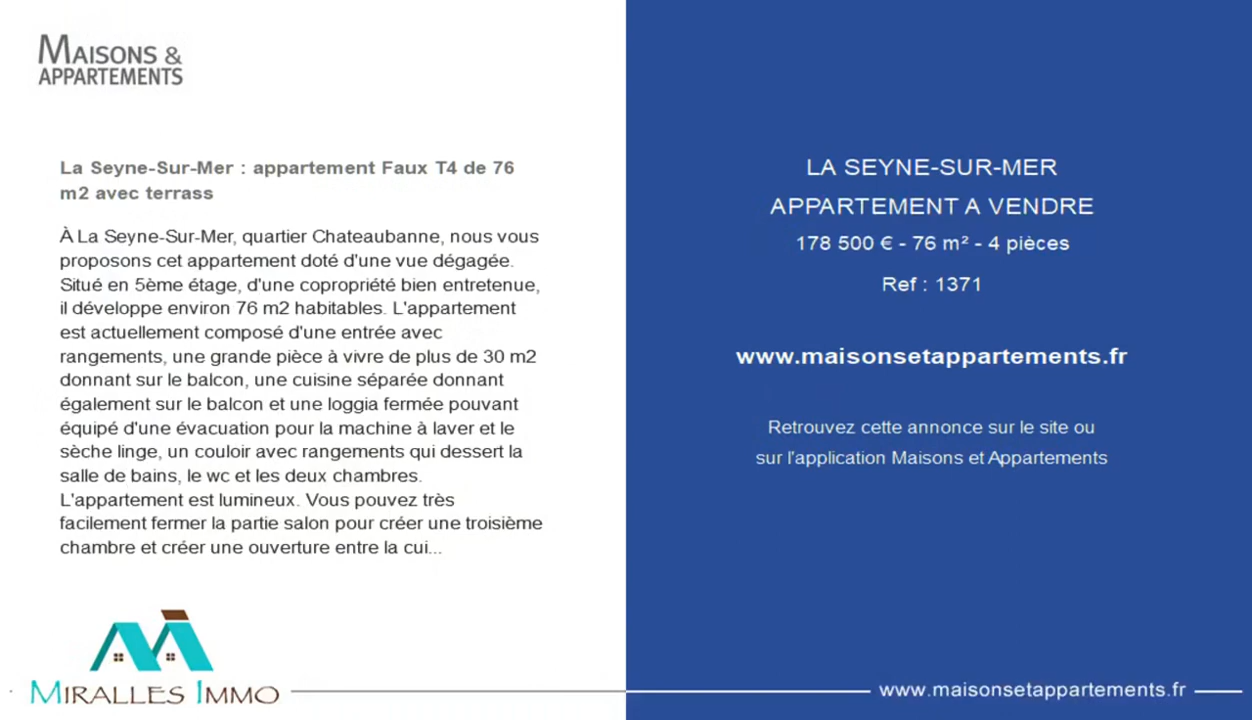 MAISONS &
APPARTEMENTS
La Seyne-Sur-Mer : appartement Faux T4 de 76
m2 avec terrass
À La Seyne-Sur-Mer, quartier Chateaubanne, nous vous
proposons cet appartement doté d'une vue dégagée.
Situé en 5ème étage, d'une copropriété bien entretenue,
il développe environ 76 m2 habitables. L'appartement
est actuellement composé d'une entrée avec
rangements, une grande pièce à vivre de plus de 30 m2
donnant sur le balcon, une cuisine séparée donnant
également sur le balcon et une loggia fermée pouvant
équipé d'une évacuation pour la machine à laver et le
sèche linge, un couloir avec rangements qui dessert la
salle de bains, le wc et les deux chambres.
L'appartement est lumineux. Vous pouvez très
facilement fermer la partie salon pour créer une troisième
chambre et créer une ouverture entre la cui...
MIRALLES IMMO
LA SEYNE-SUR-MER
APPARTEMENT A VENDRE
178 500 € - 76 m² - 4 pièces
Ref : 1371
www.maisonsetappartements.fr
Retrouvez cette annonce sur le site ou
sur l'application Maisons et Appartements
www.maisonsetappartements.fr